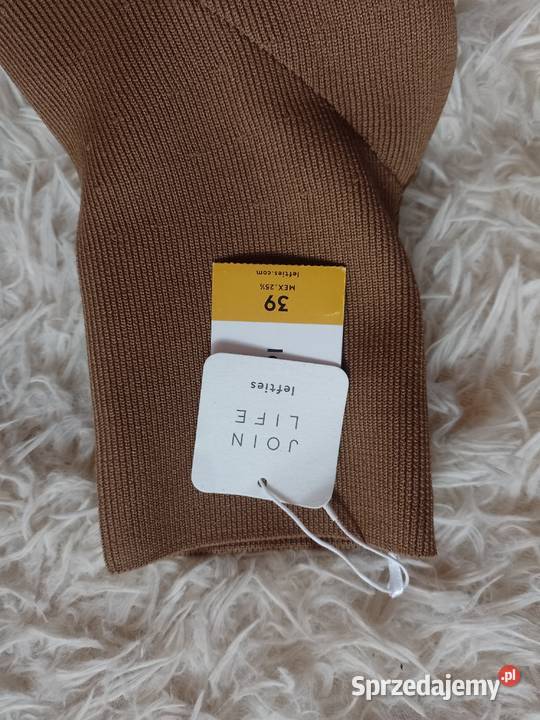 JOIN
LIFE
lefties
39
MEX. 25½
lefties.com
Sprzedajemy.pl